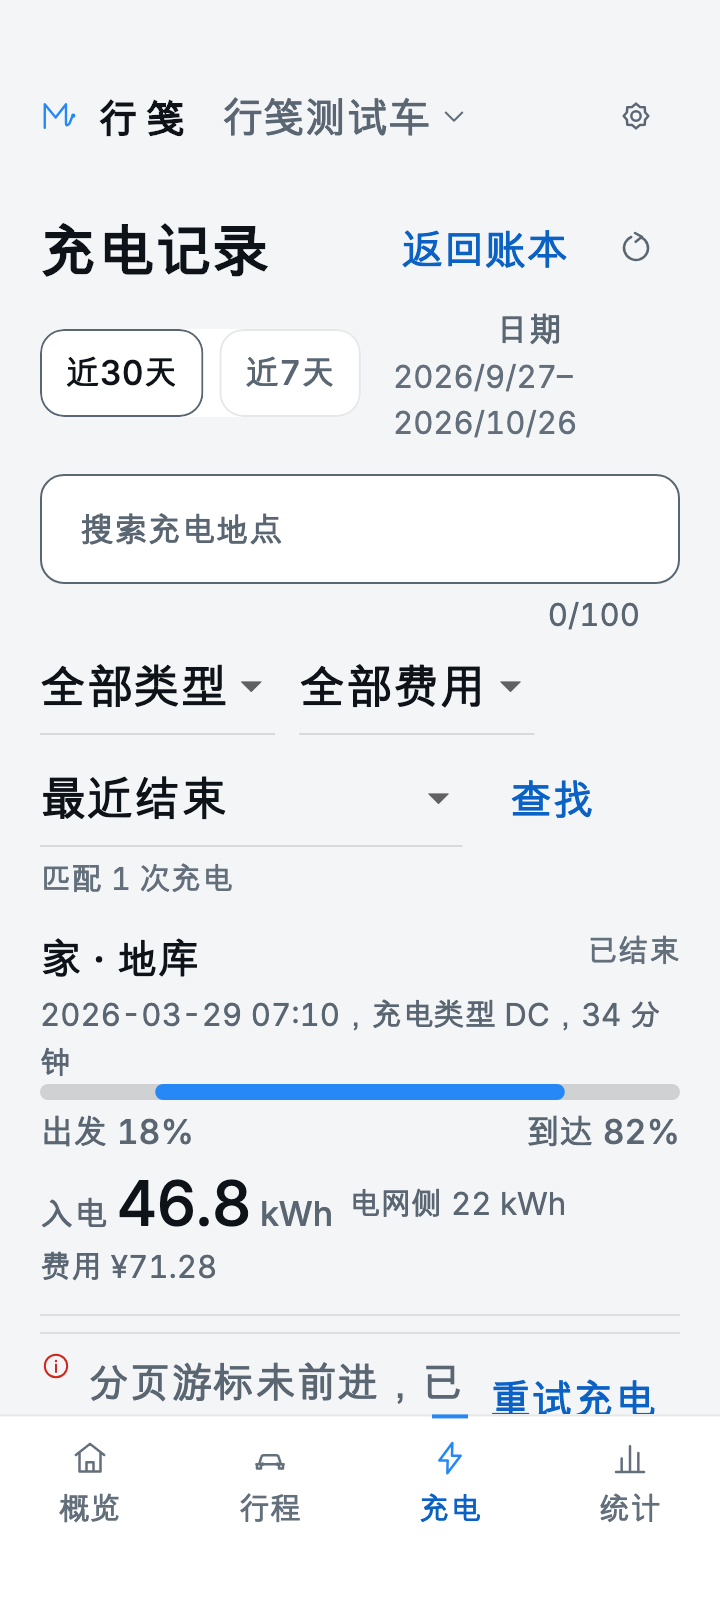 行笺 行笺测试车
充电记录 返回账本
近30天 近7天 日期
2026/9/27–
2026/10/26
搜索充电地点
0/100
全部类型 全部费用
最近结束 查找
匹配 1 次充电
家 · 地库 已结束
2026-03-29 07:10，充电类型 DC，34 分
钟
出发 18% 到达 82%
入电 46.8 kWh 电网侧 22 kWh
费用 ¥71.28
分页游标未前进，已 重试充电
概览 行程 充电 统计